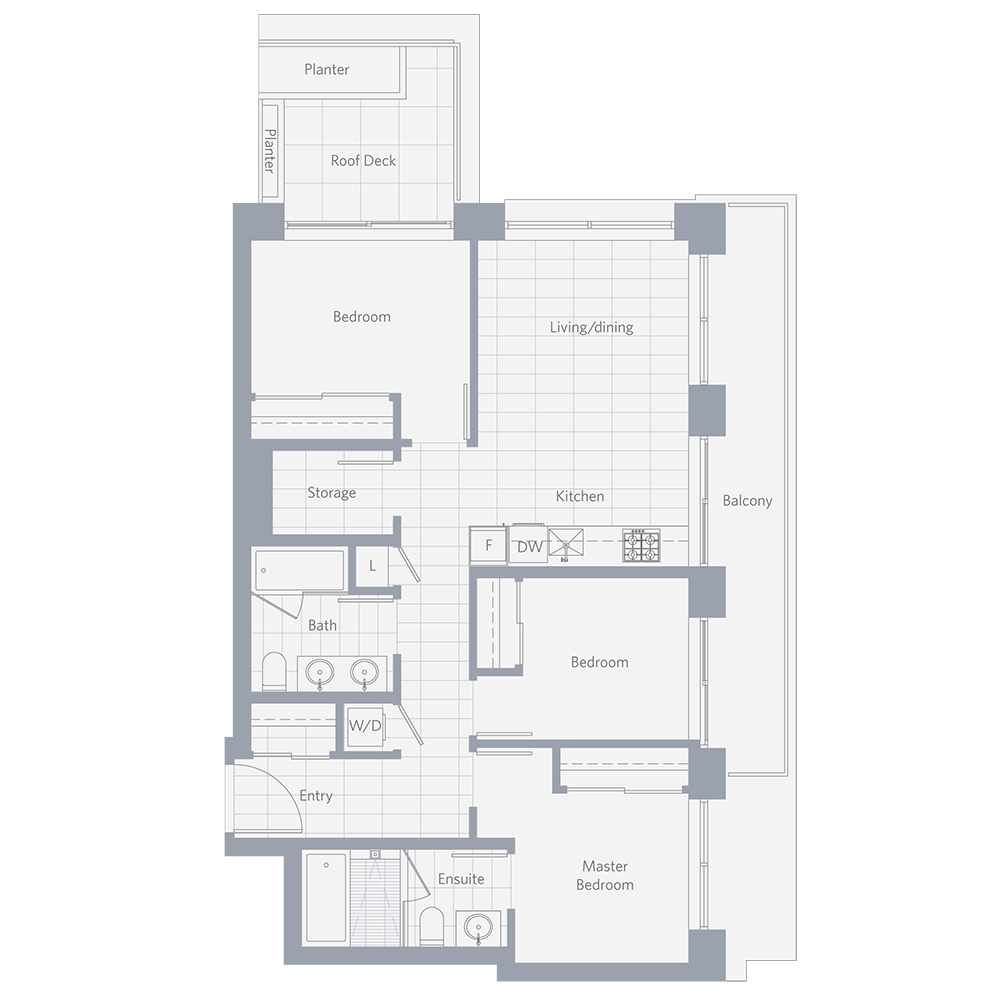 Planter
Planter
Roof Deck
Bedroom
Living/dining
Storage
Kitchen
Balcony
F
DW
L
Bath
Bedroom
W/D
Entry
Master
Bedroom
Ensuite